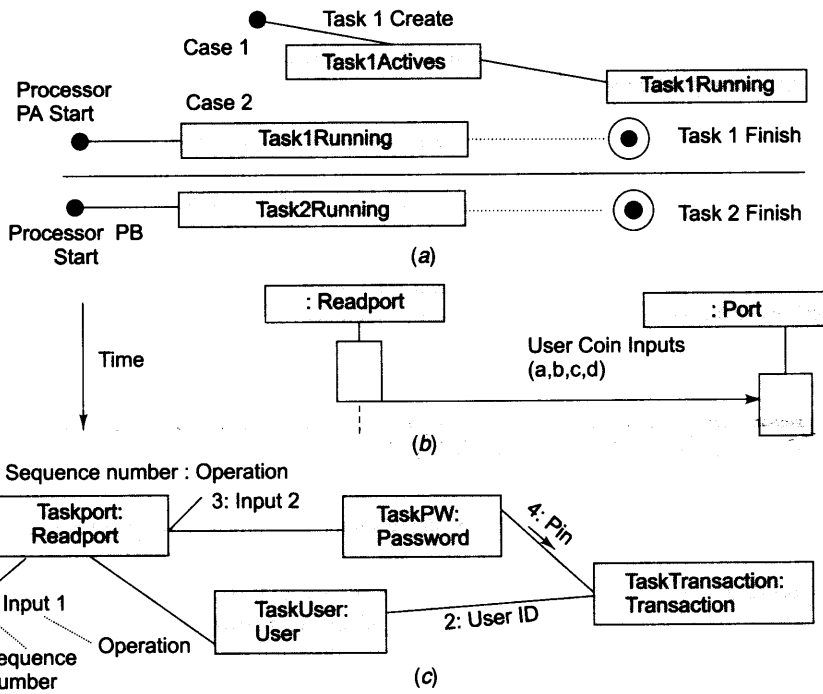 Task 1 Create
Case 1
Task1Actives
Task1Running
Processor
PA Start
Case 2
Task1Running
Task 1 Finish
Task2Running
Task 2 Finish
Processor PB
Start
(a)
: Readport
: Port
Time
User Coin Inputs
(a,b,c,d)
(b)
Sequence number : Operation
3: Input 2
Taskport:
Readport
TaskPW:
Password
4: Pin
TaskTransaction:
Transaction
Input 1
TaskUser:
User
2: User ID
Operation
equence
umber
(c)